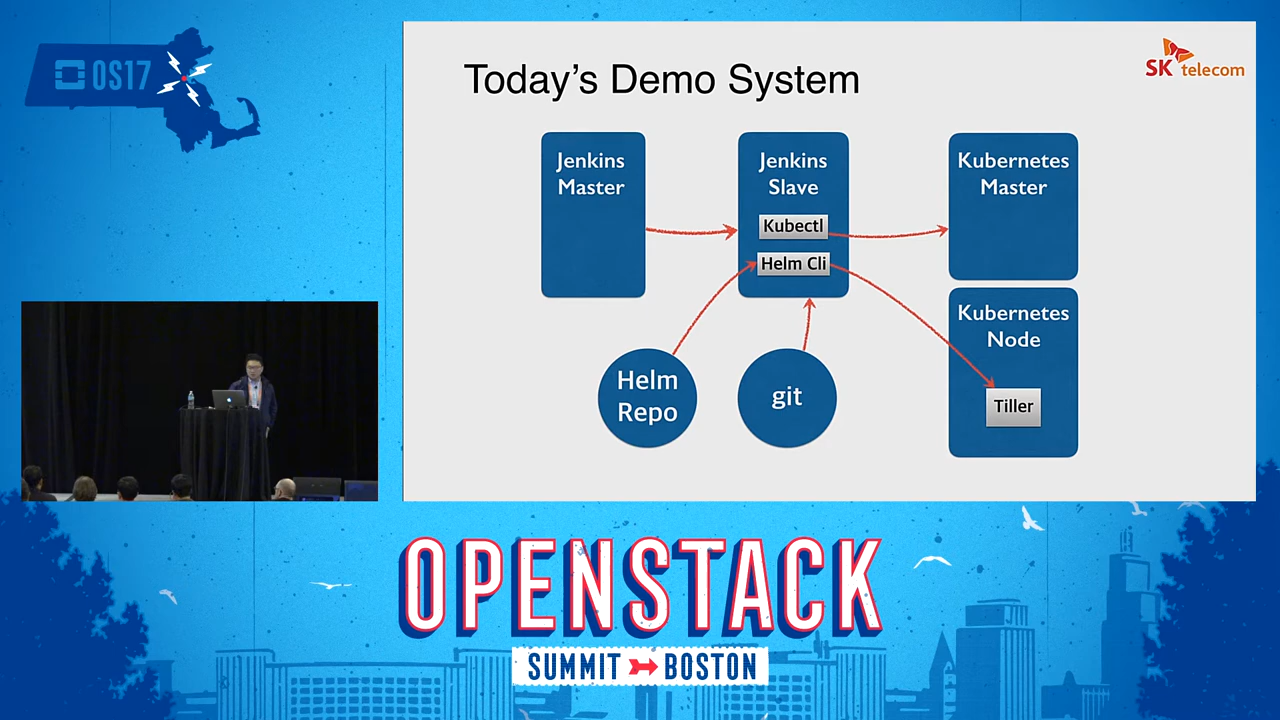 OS17
Today's Demo System
SK telecom
Jenkins
Master
Jenkins
Slave
Kubectl
Helm Cli
Kubernetes
Master
Kubernetes
Node
Tiller
Helm
Repo
git
OPENSTACK
SUMMIT BOSTON